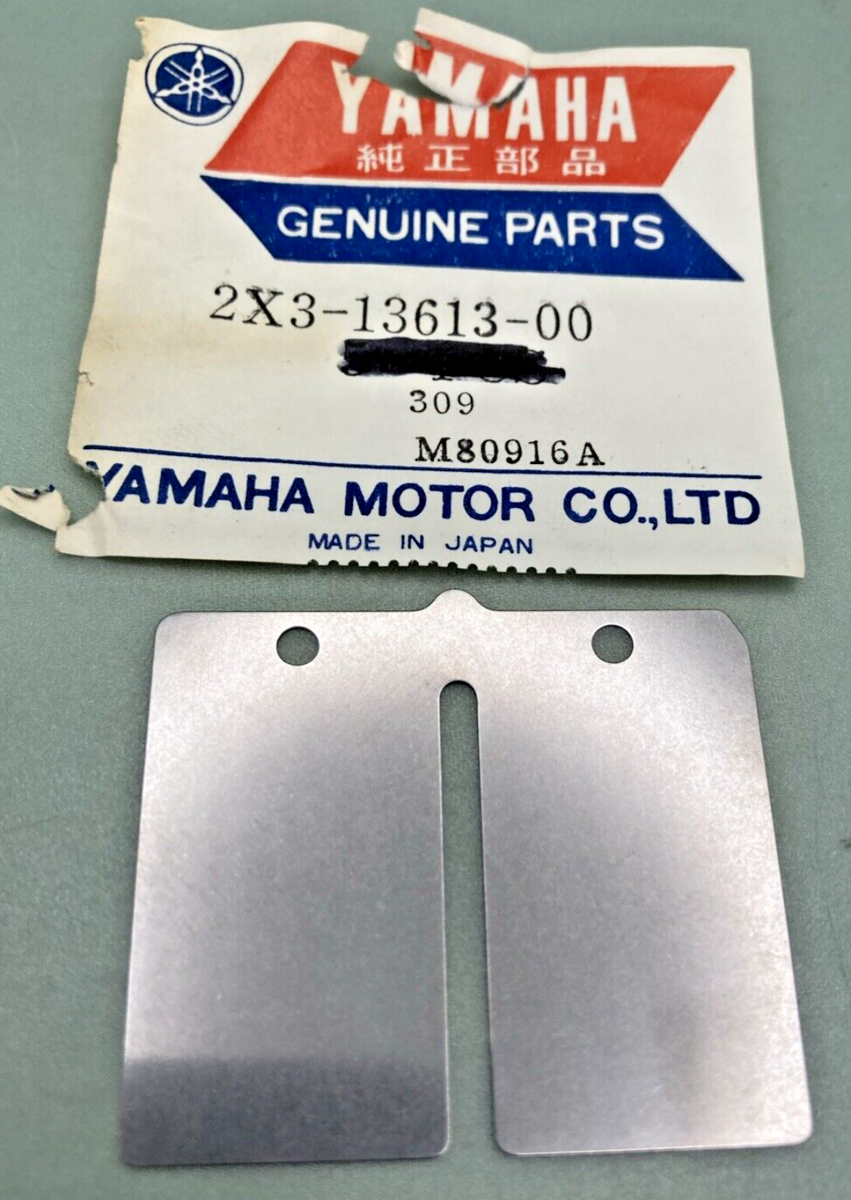 YAMAHA
純正部品
GENUINE PARTS
2X3-13613-00
309
M80916A
YAMAHA MOTOR CO.,LTD
MADE IN JAPAN